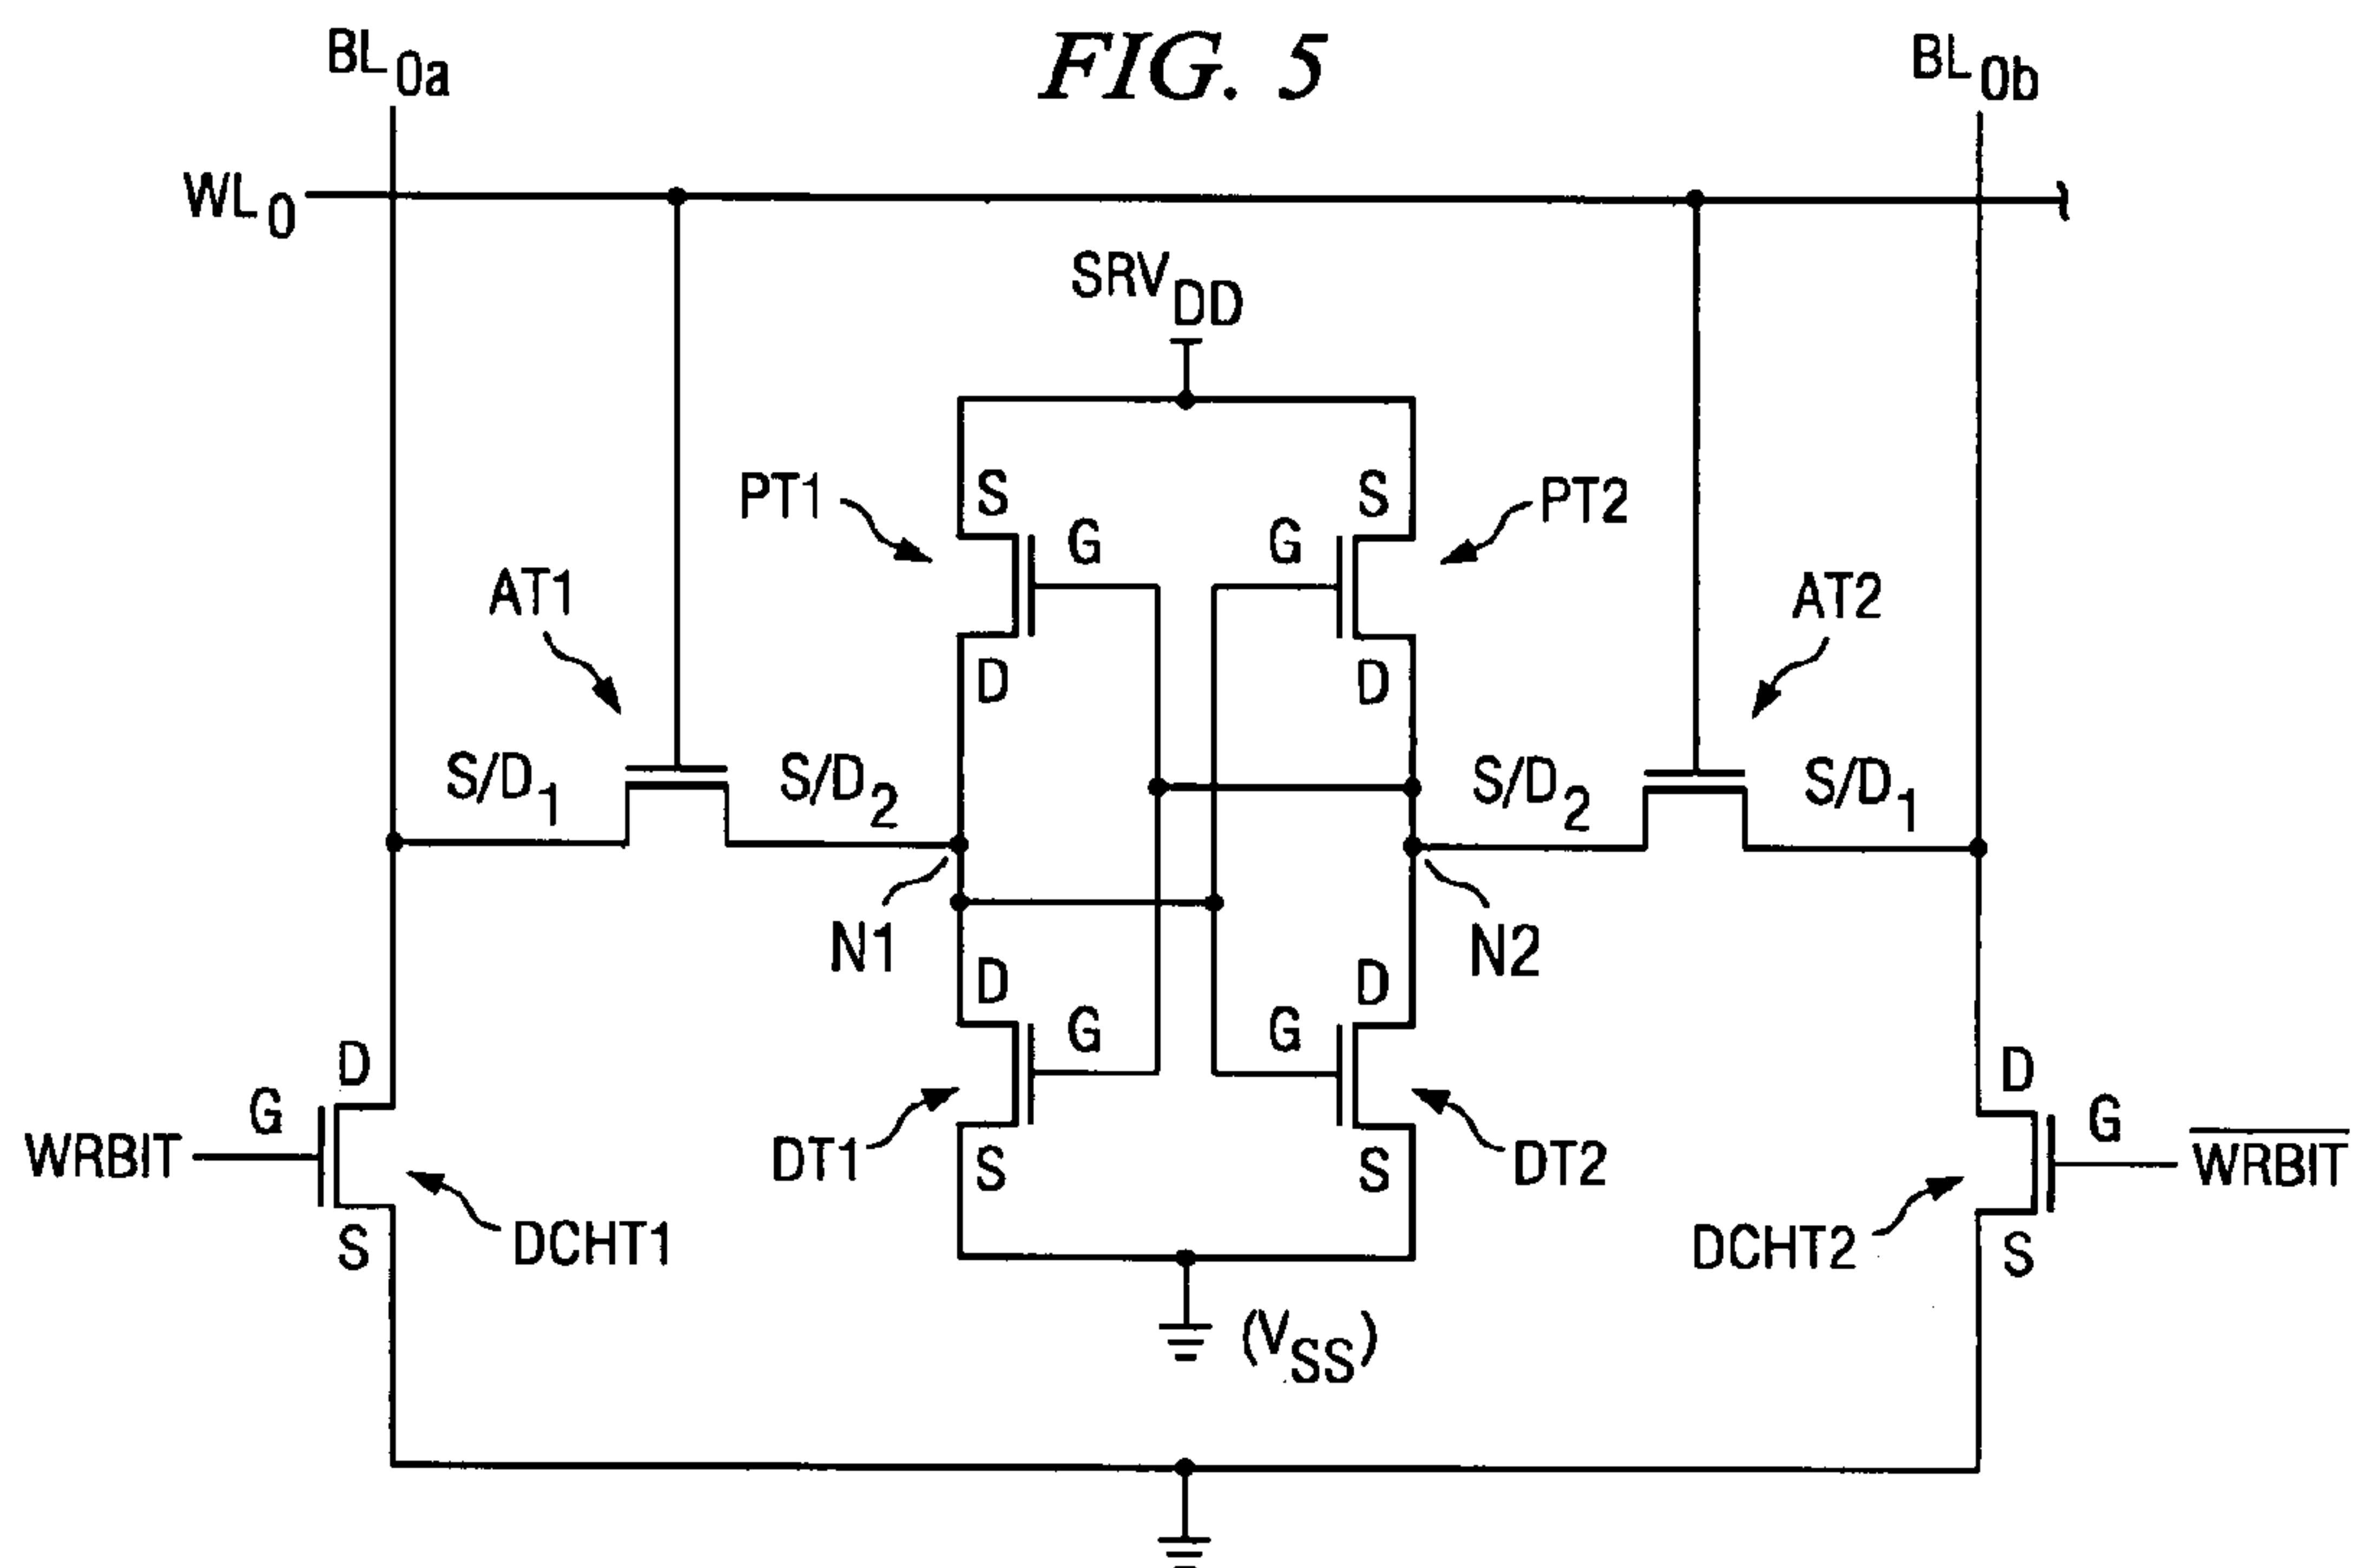 FIG. 5
BL0a
BL0b
WL0
SRVDD
S
S
PT1
G
G
PT2
AT1
AT2
D
D
S/D1
S/D2
S/D2
S/D1
N1
N2
D
D
G
G
D
D
G
G
WRBIT
DT1
S
S
DT2
WRBIT
S
DCHT1
DCHT2
S
(VSS)